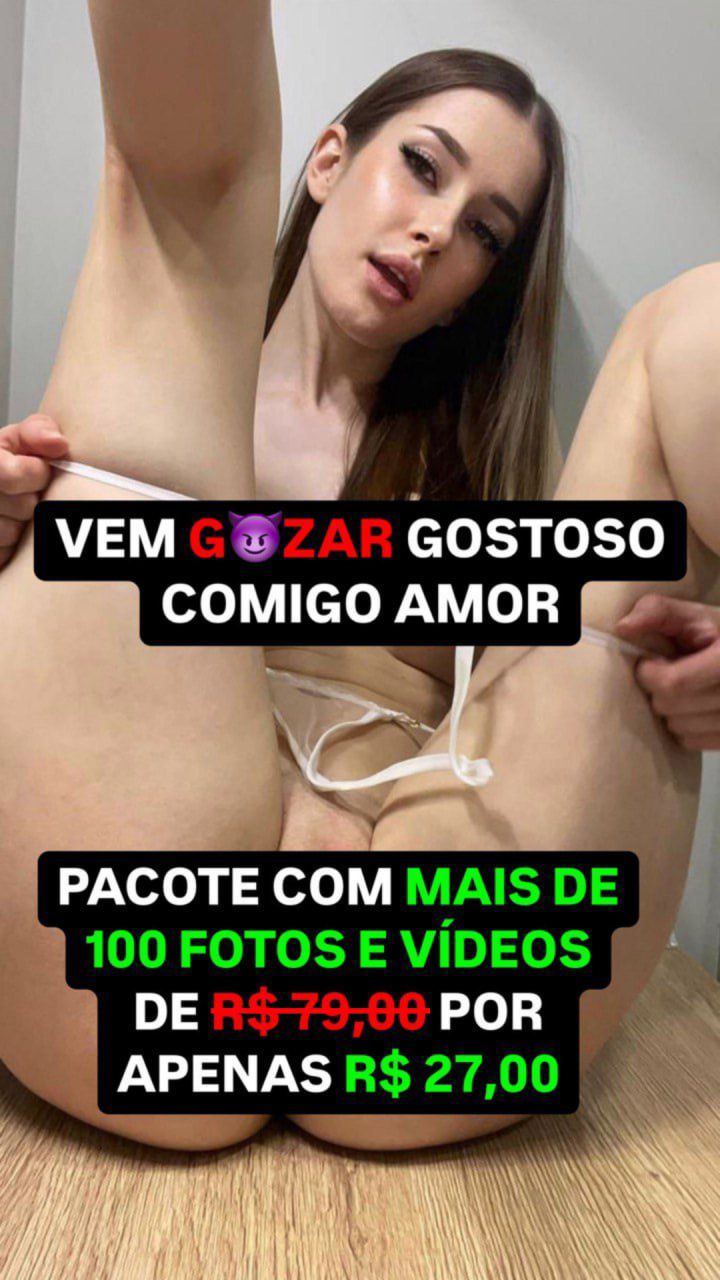 VEM G😈ZAR GOSTOSO
COMIGO AMOR
PACOTE COM MAIS DE
100 FOTOS E VÍDEOS
DE R$ 79,00 POR
APENAS R$ 27,00